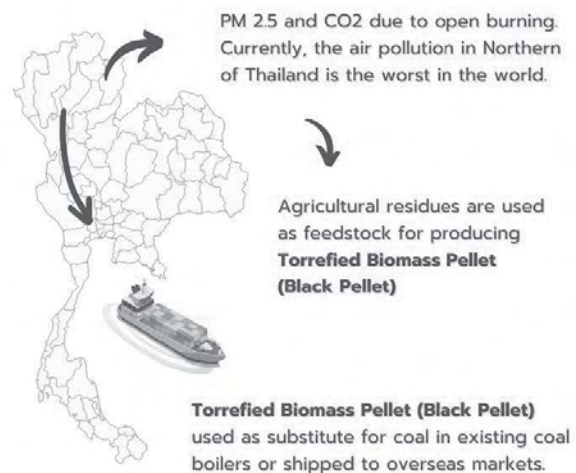 PM 2.5 and CO2 due to open burning.
Currently, the air pollution in Northern
of Thailand is the worst in the world.
Agricultural residues are used
as feedstock for producing
Torrefied Biomass Pellet
(Black Pellet)
Torrefied Biomass Pellet (Black Pellet)
used as substitute for coal in existing coal
boilers or shipped to overseas markets.